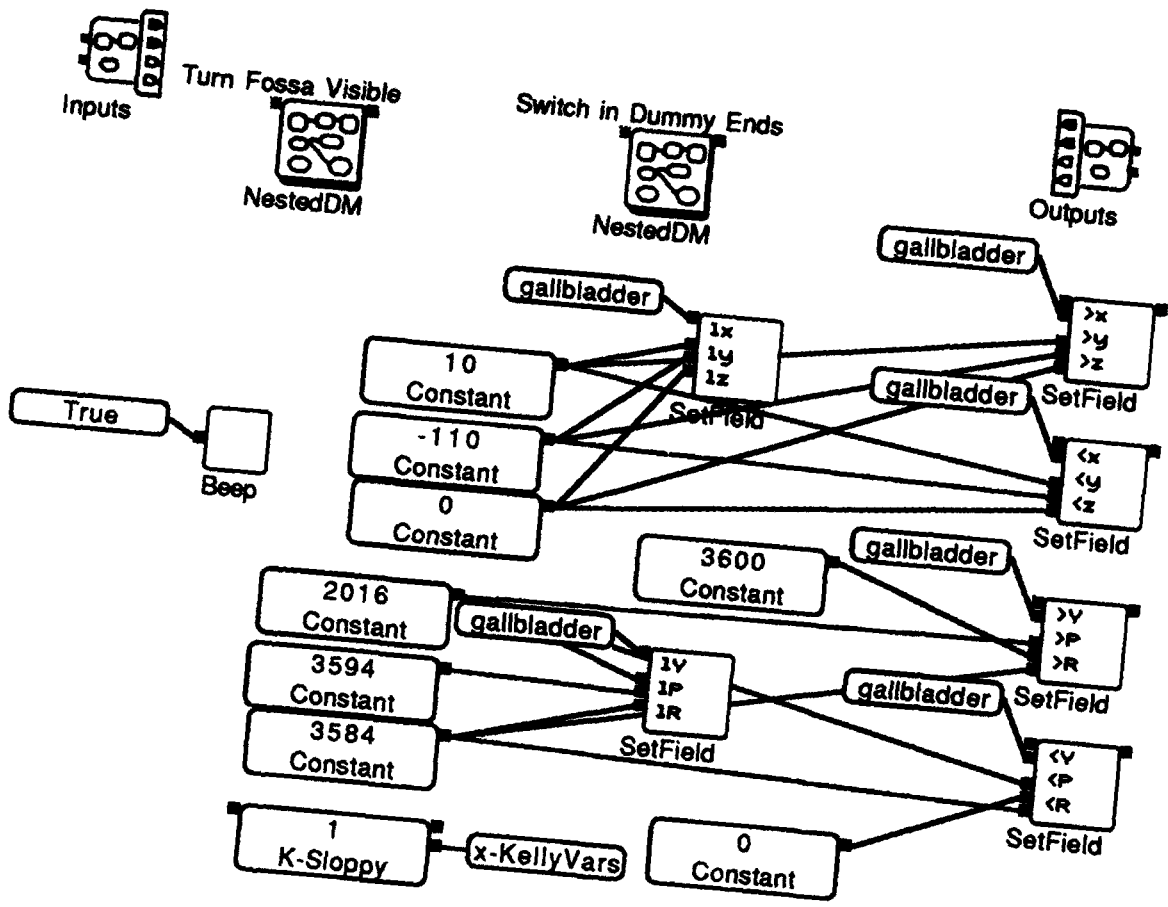 Inputs
Turn Fossa Visible
NestedDM
Switch in Dummy Ends
NestedDM
Outputs
gallbladder
>x
>y
>z
SetField
gallbladder
1x
1y
1z
SetField
10
Constant
gallbladder
<x
<y
<z
SetField
True
Beep
-110
Constant
0
Constant
3600
Constant
gallbladder
>Y
>P
>R
SetField
2016
Constant
gallbladder
1Y
1P
1R
SetField
3594
Constant
gallbladder
<Y
<P
<R
SetField
3584
Constant
1
K-Sloppy
x-KellyVars
0
Constant